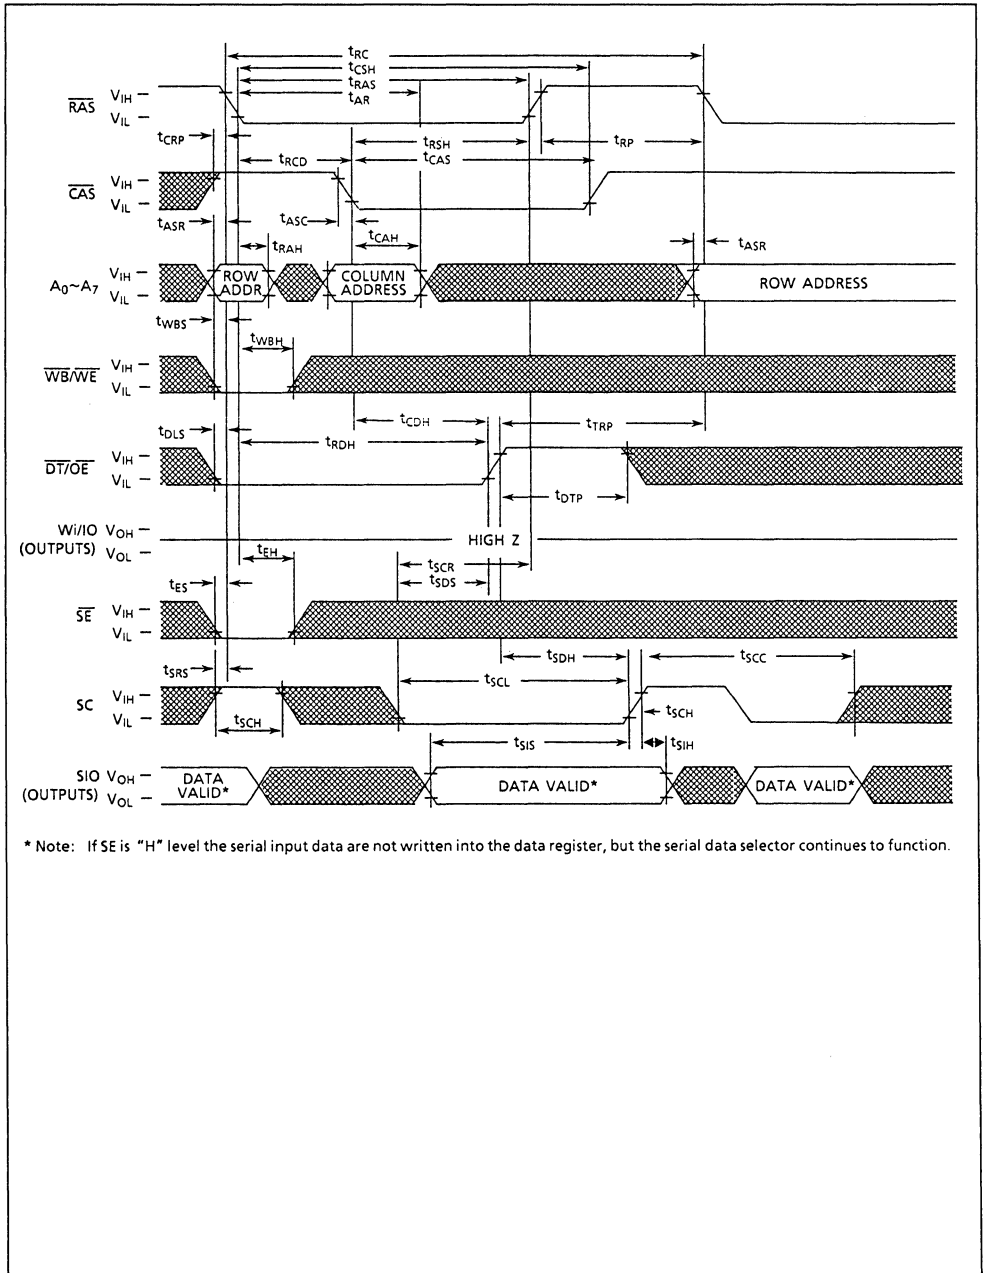 tRC
tCSH
tRAS
tAR
RAS VIH
VIL
tCRP
tRSH
tRP
tRCD
tCAS
CAS VIH
VIL
tASR
tASC
tCAH
tRAH
tASR
A0~A7 VIH
VIL
ROW ADDR.
COLUMN ADDRESS
ROW ADDRESS
tWBS
tWBH
WB/WE VIH
VIL
tCDH
tTRP
tDLS
tRDH
DT/OE VIH
VIL
tDTP
Wi/IO VOH
(OUTPUTS) VOL
HIGH Z
tEH
tSCR
tSDS
tES
SE VIH
VIL
tSDH
tSCC
tSRS
tSCL
SC VIH
VIL
tSCH
tSCH
tSIS
tSIH
SIO VOH
(OUTPUTS) VOL
DATA VALID*
DATA VALID*
DATA VALID*
* Note: If SE is "H" level the serial input data are not written into the data register, but the serial data selector continues to function.